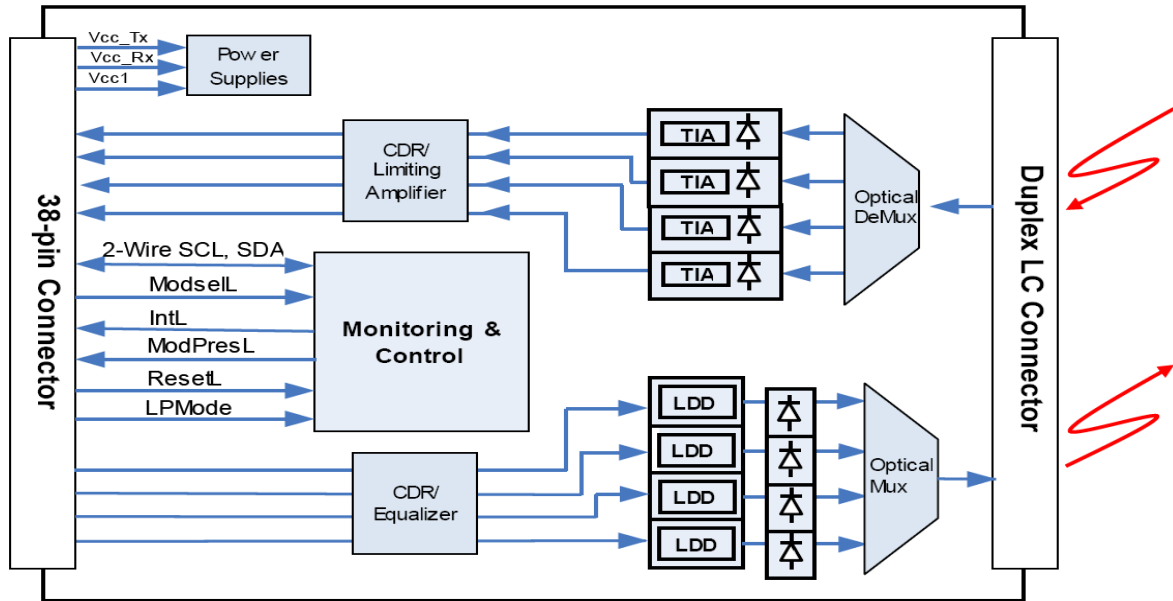 Vcc_Tx
Vcc_Rx
Vcc1
Power
Supplies
38-pin Connector
CDR/
Limiting
Amplifier
TIA
TIA
TIA
TIA
Optical
DeMux
Duplex LC Connector
2-Wire SCL, SDA
ModselL
IntL
ModPresL
ResetL
LPMode
Monitoring &
Control
CDR/
Equalizer
LDD
LDD
LDD
LDD
Optical
Mux